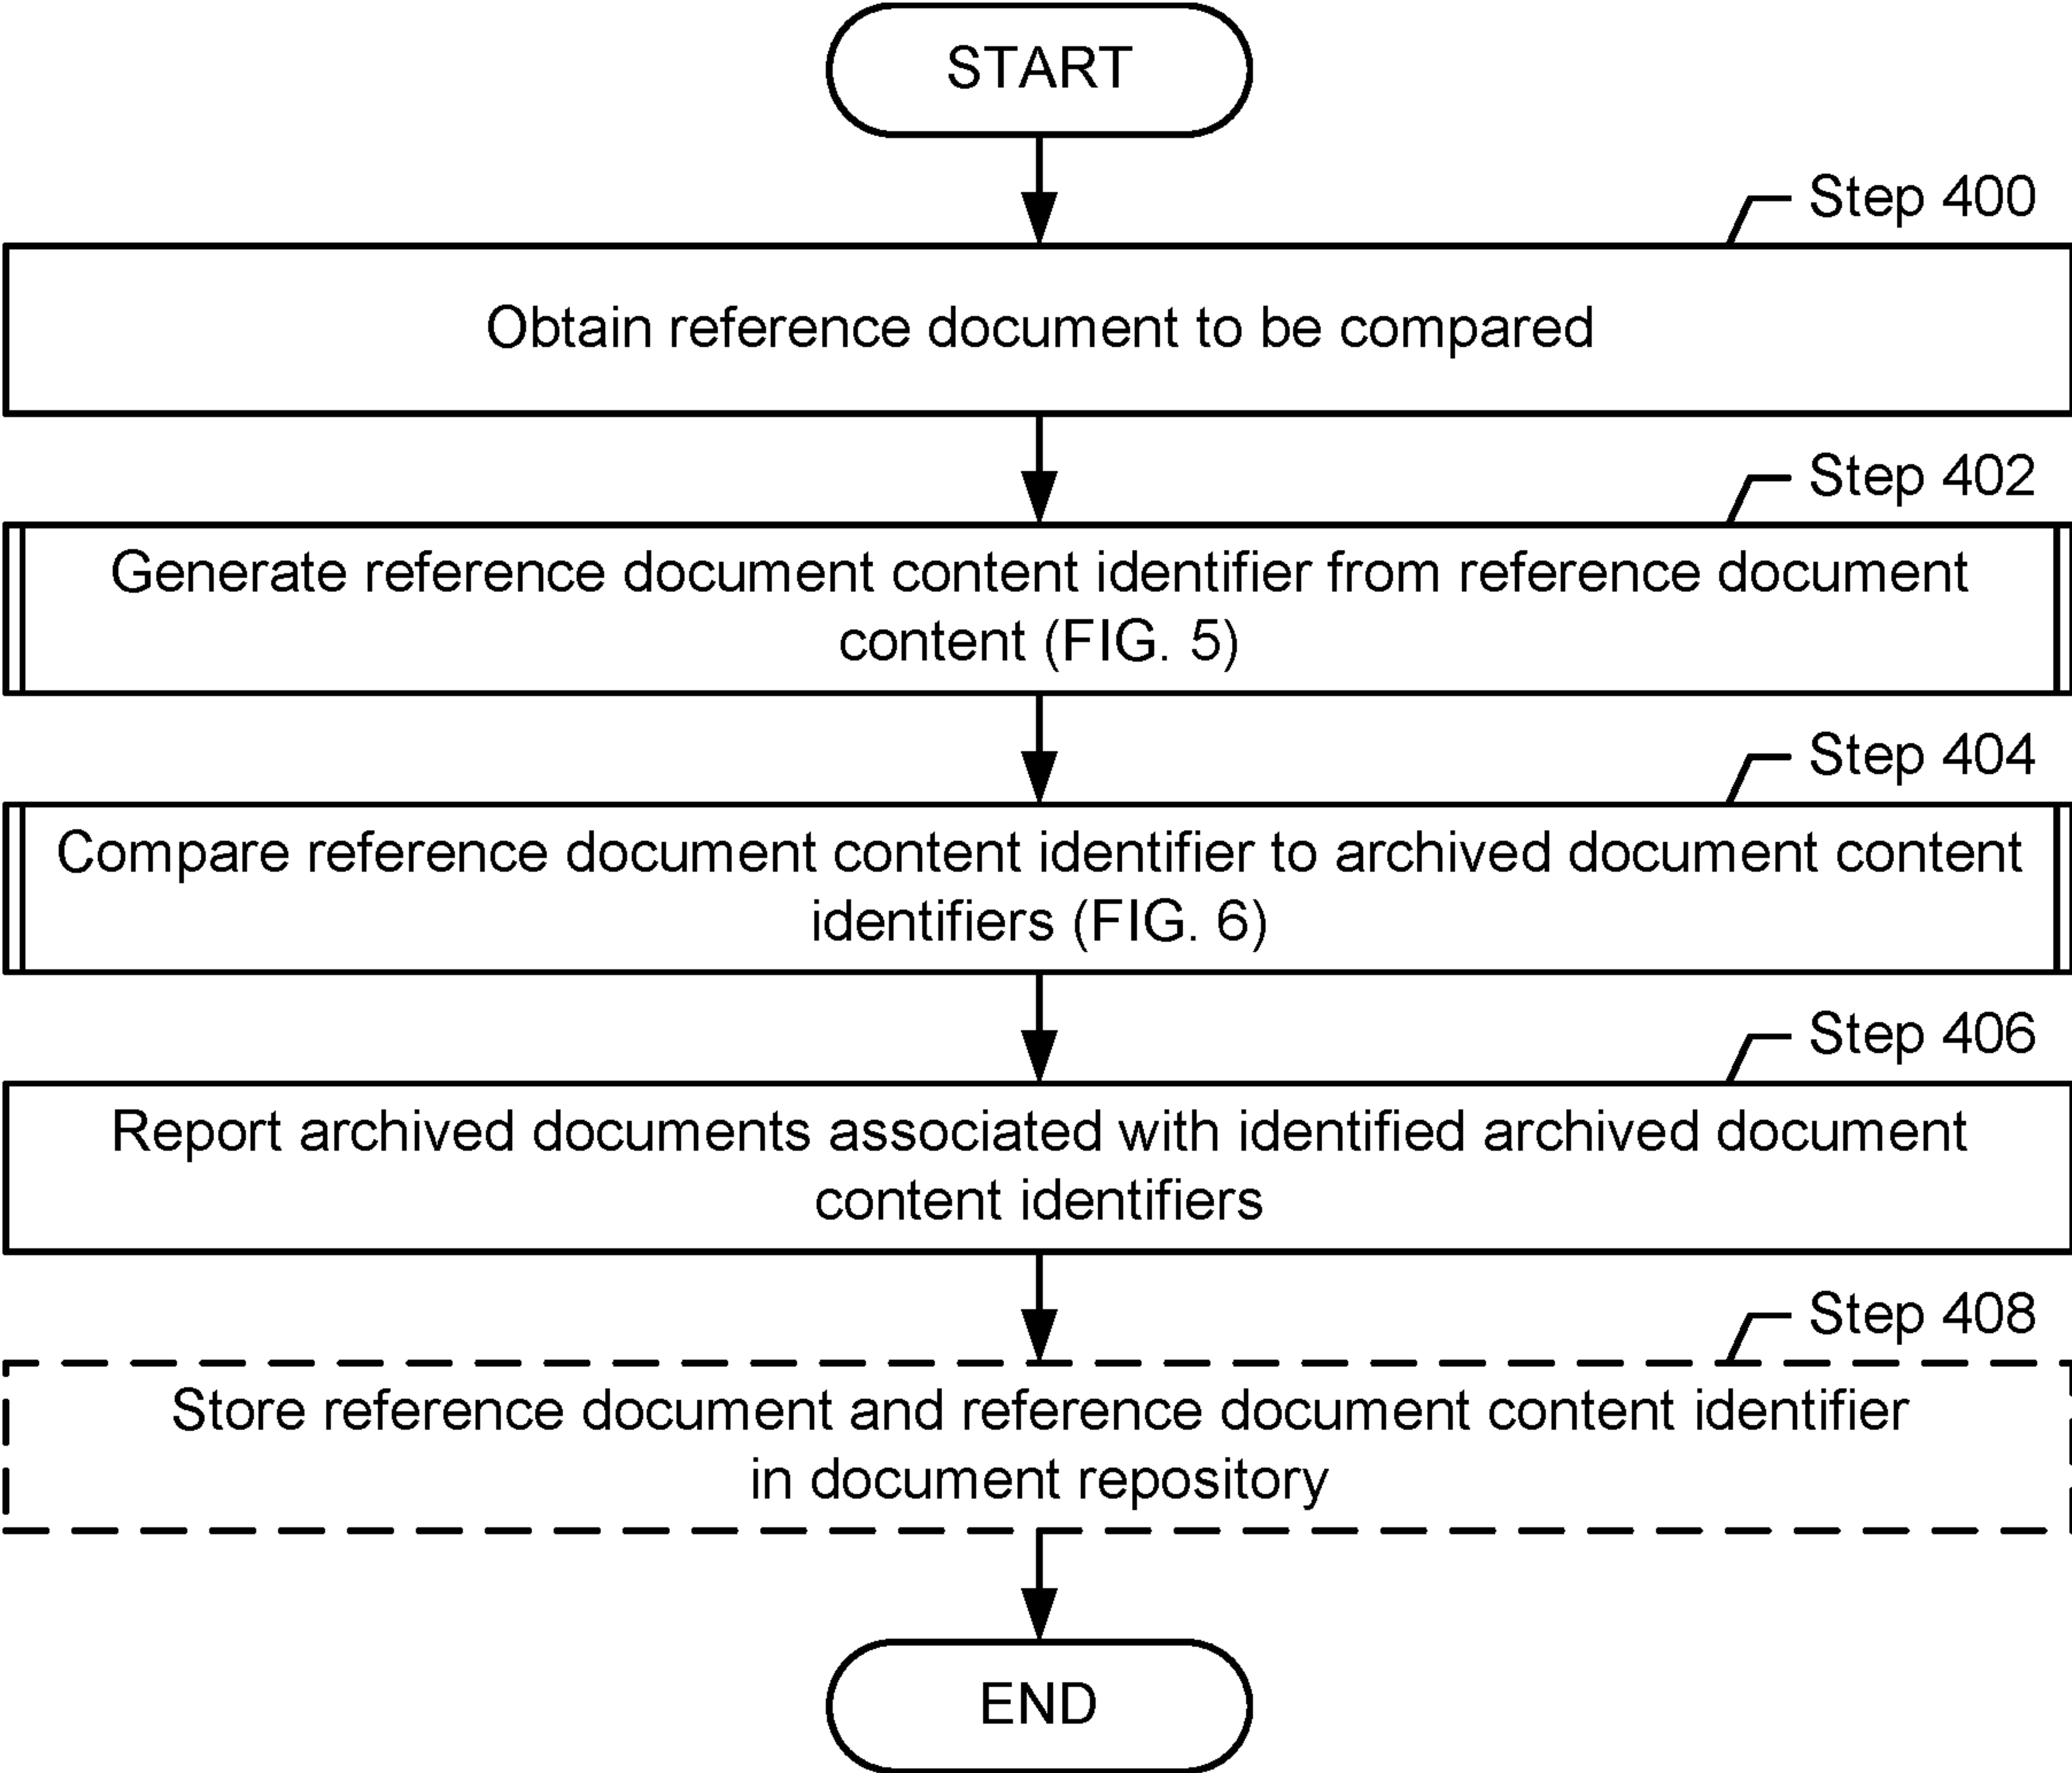 START
Step 400
Obtain reference document to be compared
Step 402
Generate reference document content identifier from reference document
content (FIG. 5)
Step 404
Compare reference document content identifier to archived document content
identifiers (FIG. 6)
Step 406
Report archived documents associated with identified archived document
content identifiers
Step 408
Store reference document and reference document content identifier
in document repository
END